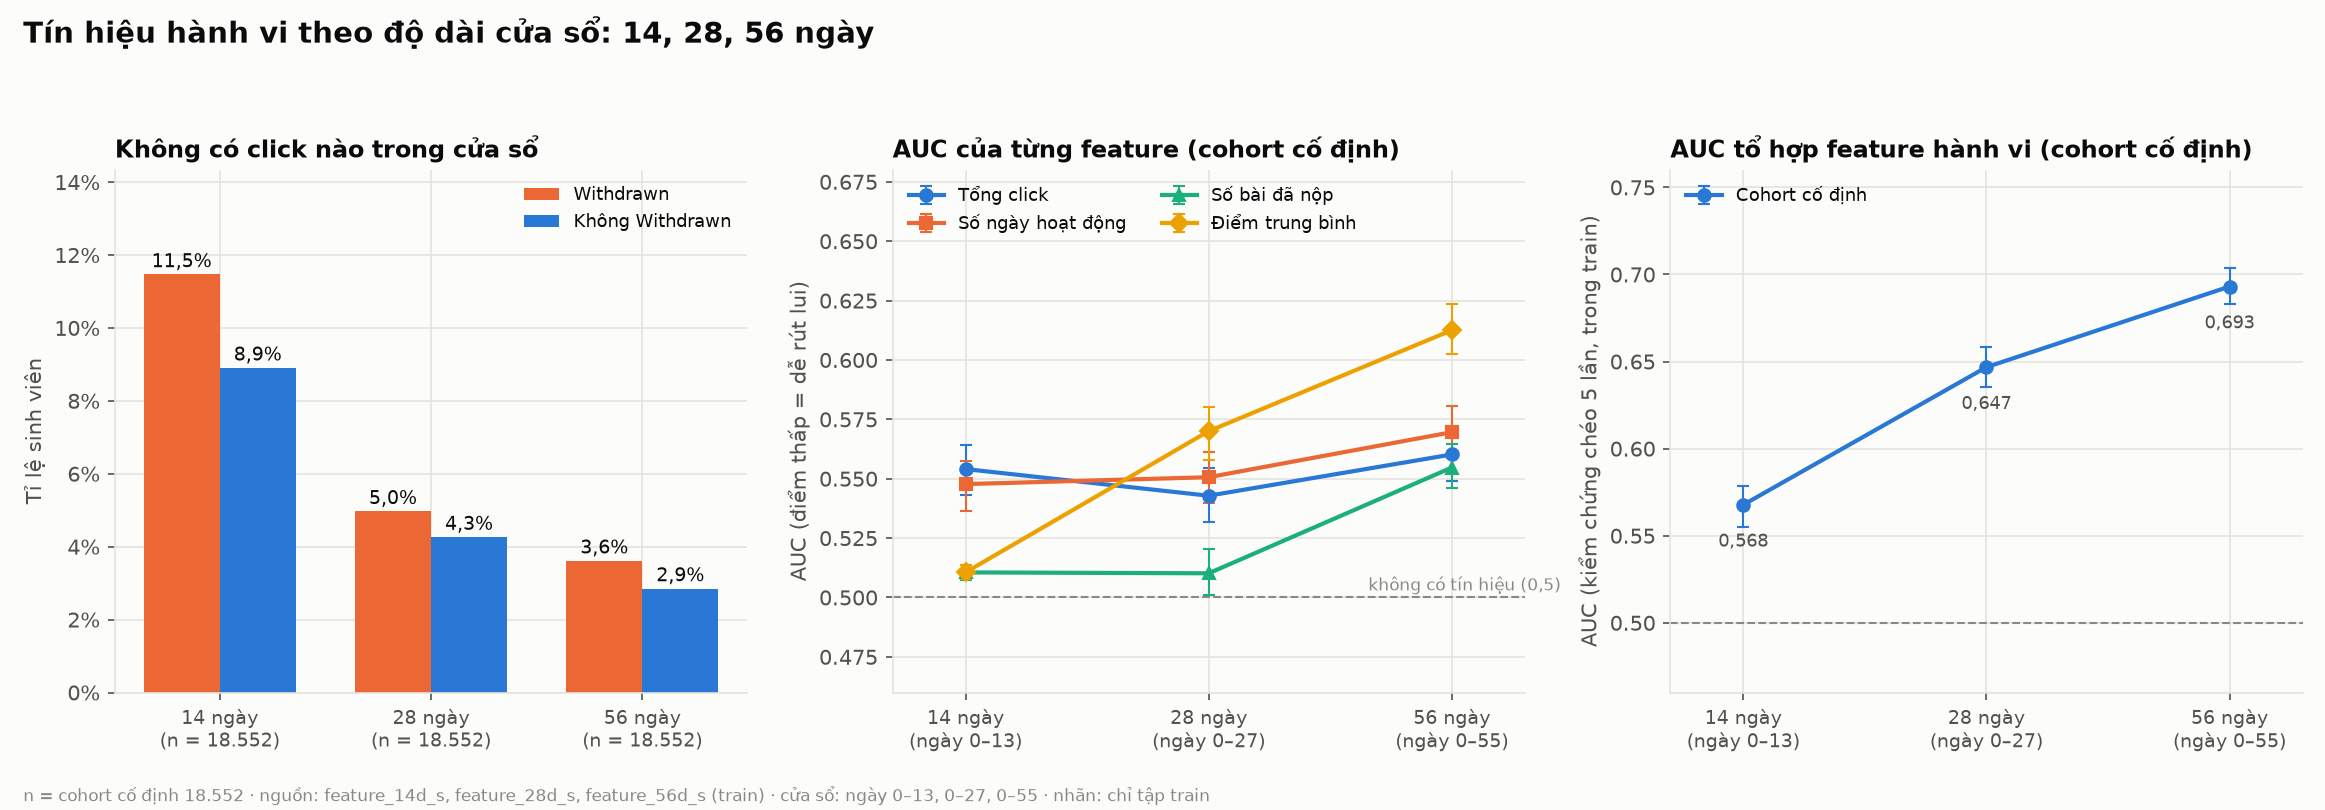 Tín hiệu hành vi theo độ dài cửa sổ: 14, 28, 56 ngày
Không có click nào trong cửa sổ
Tỉ lệ sinh viên
14%
12%
10%
8%
6%
4%
2%
0%
Withdrawn
Không Withdrawn
11,5%
8,9%
5,0%
4,3%
3,6%
2,9%
14 ngày
(n = 18.552)
28 ngày
(n = 18.552)
56 ngày
(n = 18.552)
AUC của từng feature (cohort cố định)
AUC (điểm thấp = dễ rút lui)
0.675
0.650
0.625
0.600
0.575
0.550
0.525
0.500
0.475
Tổng click
Số ngày hoạt động
Số bài đã nộp
Điểm trung bình
không có tín hiệu (0,5)
14 ngày
(ngày 0–13)
28 ngày
(ngày 0–27)
56 ngày
(ngày 0–55)
AUC tổ hợp feature hành vi (cohort cố định)
AUC (kiểm chứng chéo 5 lần, trong train)
0.75
0.70
0.65
0.60
0.55
0.50
Cohort cố định
0,568
0,647
0,693
14 ngày
(ngày 0–13)
28 ngày
(ngày 0–27)
56 ngày
(ngày 0–55)
n = cohort cố định 18.552 · nguồn: feature_14d_s, feature_28d_s, feature_56d_s (train) · cửa sổ: ngày 0–13, 0–27, 0–55 · nhãn: chỉ tập train